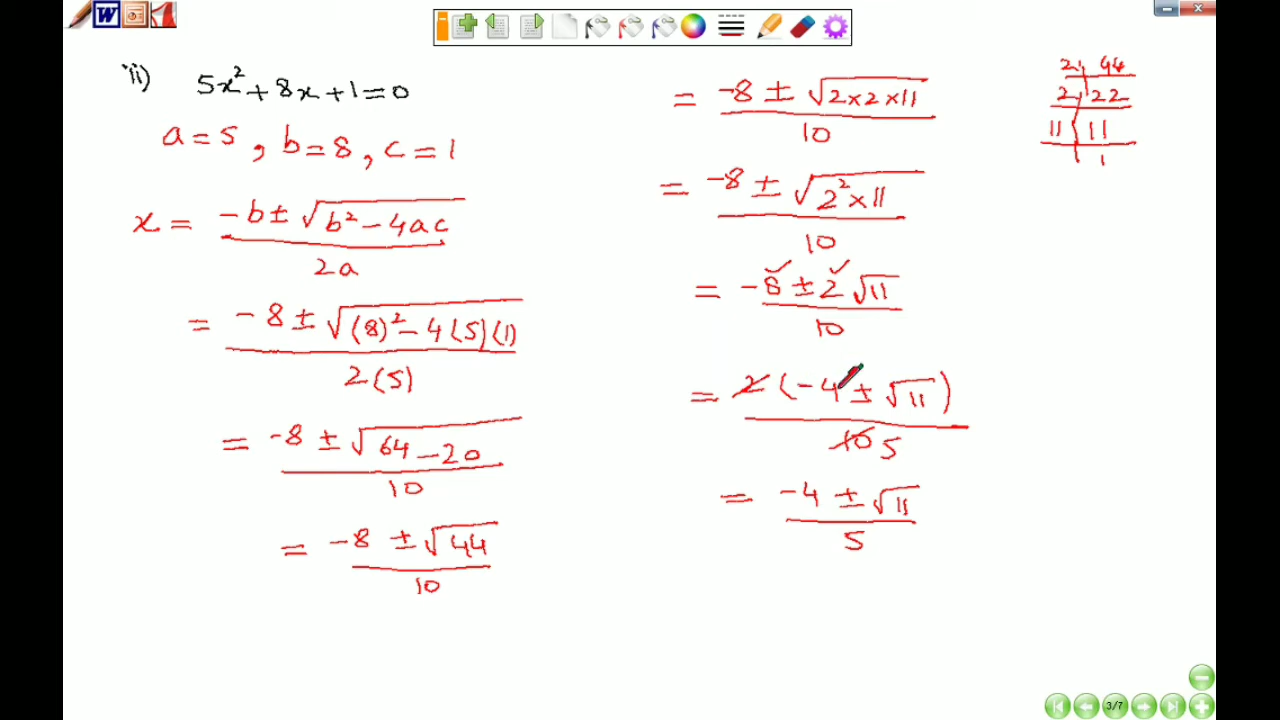 ii) 5x² + 8x + 1 = 0
a = 5, b = 8, c = 1
x = (-b ± √(b² - 4ac)) / 2a
= (-8 ± √((8)² - 4(5)(1))) / 2(5)
= (-8 ± √(64 - 20)) / 10
= (-8 ± √44) / 10
= (-8 ± √(2×2×11)) / 10
= (-8 ± √(2²×11)) / 10
= (-8 ± 2√11) / 10
= 2(-4 ± √11) / 10 5
= (-4 ± √11) / 5
2 44
2 22
11 11
1
3/7